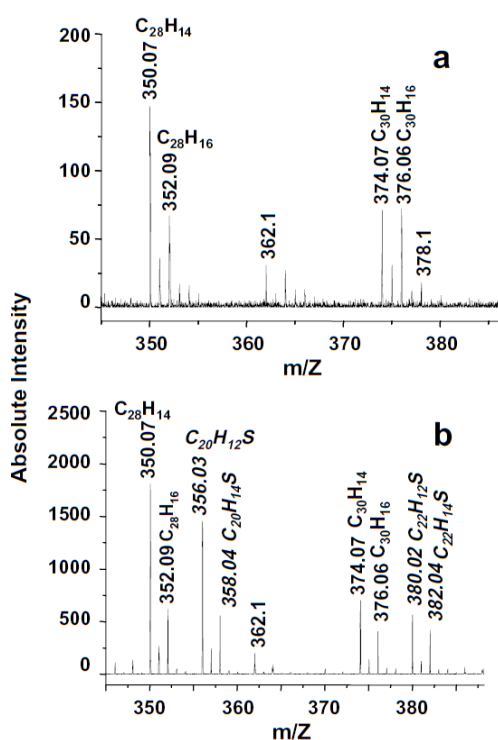 a
C₂₈H₁₄
350.07
C₂₈H₁₆
352.09
362.1
374.07 C₃₀H₁₄
376.06 C₃₀H₁₆
378.1
200
150
100
50
0
350
360
370
380
m/Z
Absolute Intensity
b
C₂₈H₁₄
350.07
352.09 C₂₈H₁₆
C₂₀H₁₂S
356.03
358.04 C₂₀H₁₄S
362.1
374.07 C₃₀H₁₄
376.06 C₃₀H₁₆
380.02 C₂₂H₁₂S
382.04 C₂₂H₁₄S
2500
2000
1500
1000
500
0
350
360
370
380
m/Z